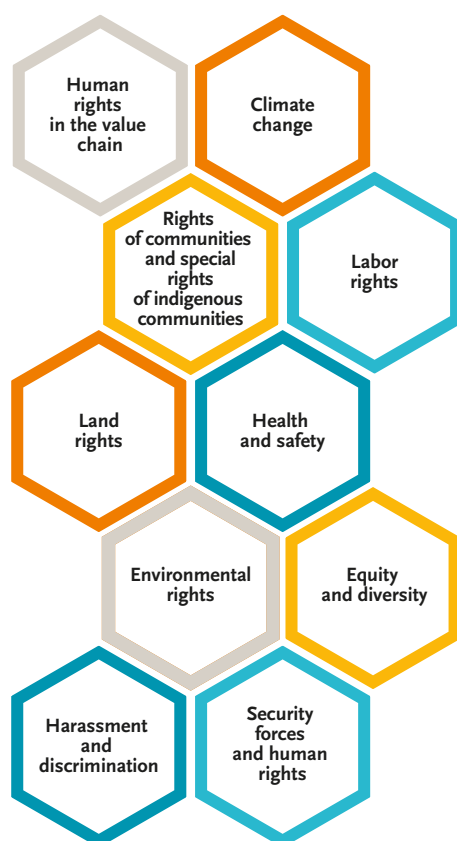 Human
rights
in the value
chain
Climate
change
Rights
of communities
and special
rights
of indigenous
communities
Labor
rights
Land
rights
Health
and safety
Environmental
rights
Equity
and diversity
Harassment
and
discrimination
Security
forces
and human
rights